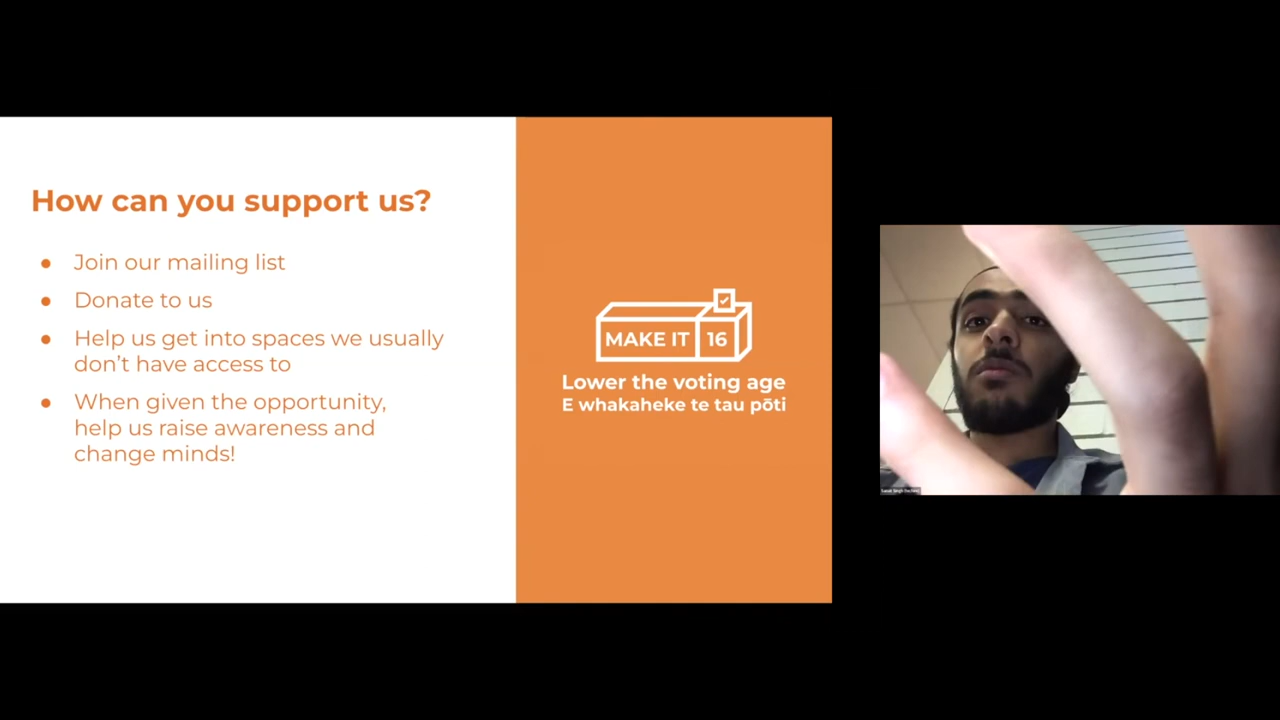 How can you support us?
● Join our mailing list
● Donate to us
● Help us get into spaces we usually
don't have access to
● When given the opportunity,
help us raise awareness and
change minds!
MAKE IT 16
Lower the voting age
E whakaheke te tau pōti